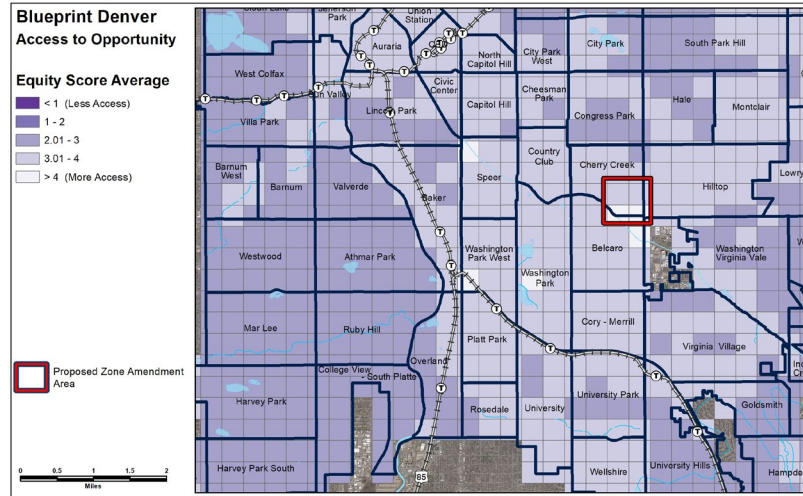 Blueprint Denver
Access to Opportunity
Equity Score Average
< 1 (Less Access)
1 - 2
2.01 - 3
3.01 - 4
> 4 (More Access)
Proposed Zone Amendment
Area
0 0.5 1 1.5 2
Miles
Park
Union
Station
Auraria
North
Capitol Hill
City Park
West
City Park
South Park Hill
West Colfax
Civic
Center
Cheesman
Park
Hale
Montclair
Villa Park
Lincoln Park
Capitol Hill
Congress Park
Country
Club
Cherry Creek
Barnum
West
Barnum
Valverde
Baker
Speer
Hilltop
Lowry
Westwood
Athmar Park
Washington
Park West
Washington
Park
Belcaro
Washington
Virginia Vale
Mar Lee
Ruby Hill
Platt Park
Cory - Merrill
Virginia Village
Overland
College View
- South Platte
Harvey Park
Rosedale
University
University Park
Goldsmith
Harvey Park South
85
Wellshire
University Hills